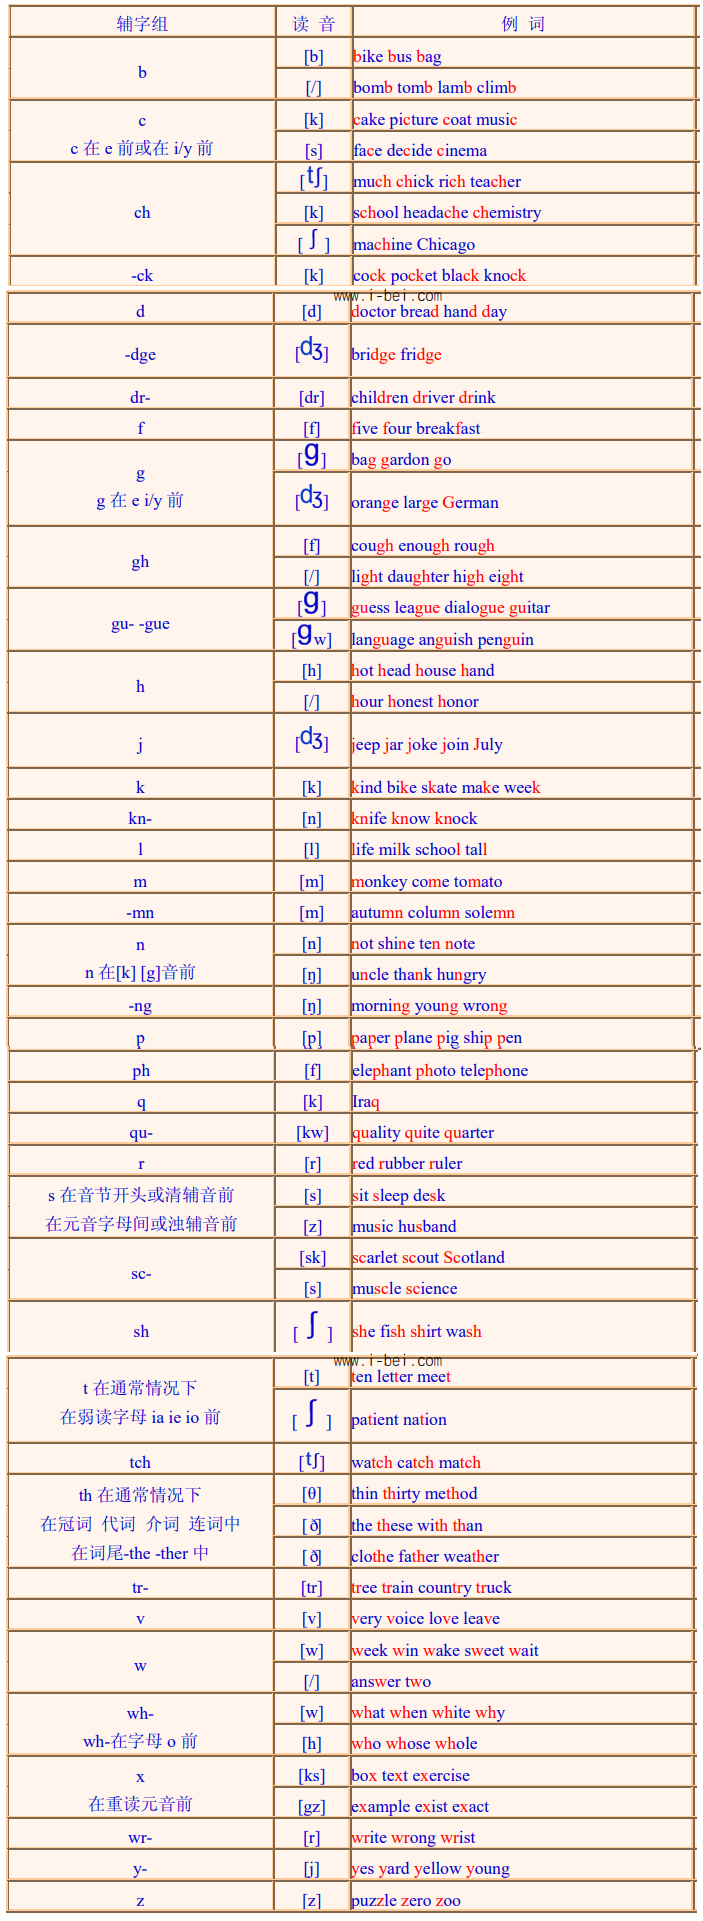 辅字组 读 音 例 词
b
[b] bike bus bag
[/] bomb tomb lamb climb
c
c 在 e 前或在 i/y 前
[k] cake picture coat music
[s] face decide cinema
ch
[tʃ] much chick rich teacher
[k] school headache chemistry
[ ʃ ] machine Chicago
-ck [k] cock pocket black knock
www.i-bei.com
d [d] doctor bread hand day
-dge [dʒ] bridge fridge
dr- [dr] children driver drink
f [f] five four breakfast
g
g 在 e i/y 前
[g] bag gardon go
[dʒ] orange large German
gh
[f] cough enough rough
[/] light daughter high eight
gu- -gue
[g] guess league dialogue guitar
[gw] language anguish penguin
h
[h] hot head house hand
[/] hour honest honor
j [dʒ] jeep jar joke join July
k [k] kind bike skate make week
kn- [n] knife know knock
l [l] life milk school tall
m [m] monkey come tomato
-mn [m] autumn column solemn
n
n 在[k] [g]音前
[n] not shine ten note
[ŋ] uncle thank hungry
-ng [ŋ] morning young wrong
p [p] paper plane pig ship pen
ph [f] elephant photo telephone
q [k] Iraq
qu- [kw] quality quite quarter
r [r] red rubber ruler
s 在音节开头或清辅音前
在元音字母间或浊辅音前
[s] sit sleep desk
[z] music husband
sc-
[sk] scarlet scout Scotland
[s] muscle science
sh [ ʃ ] she fish shirt wash
www.i-bei.com
t 在通常情况下
在弱读字母 ia ie io 前
[t] ten letter meet
[ ʃ ] patient nation
tch [tʃ] watch catch match
th 在通常情况下
在冠词 代词 介词 连词中
在词尾-the -ther 中
[θ] thin thirty method
[ð] the these with than
[ð] clothe father weather
tr- [tr] tree train country truck
v [v] very voice love leave
w
[w] week win wake sweet wait
[/] answer two
wh-
wh-在字母 o 前
[w] what when white why
[h] who whose whole
x
在重读元音前
[ks] box text exercise
[gz] example exist exact
wr- [r] write wrong wrist
y- [j] yes yard yellow young
z [z] puzzle zero zoo